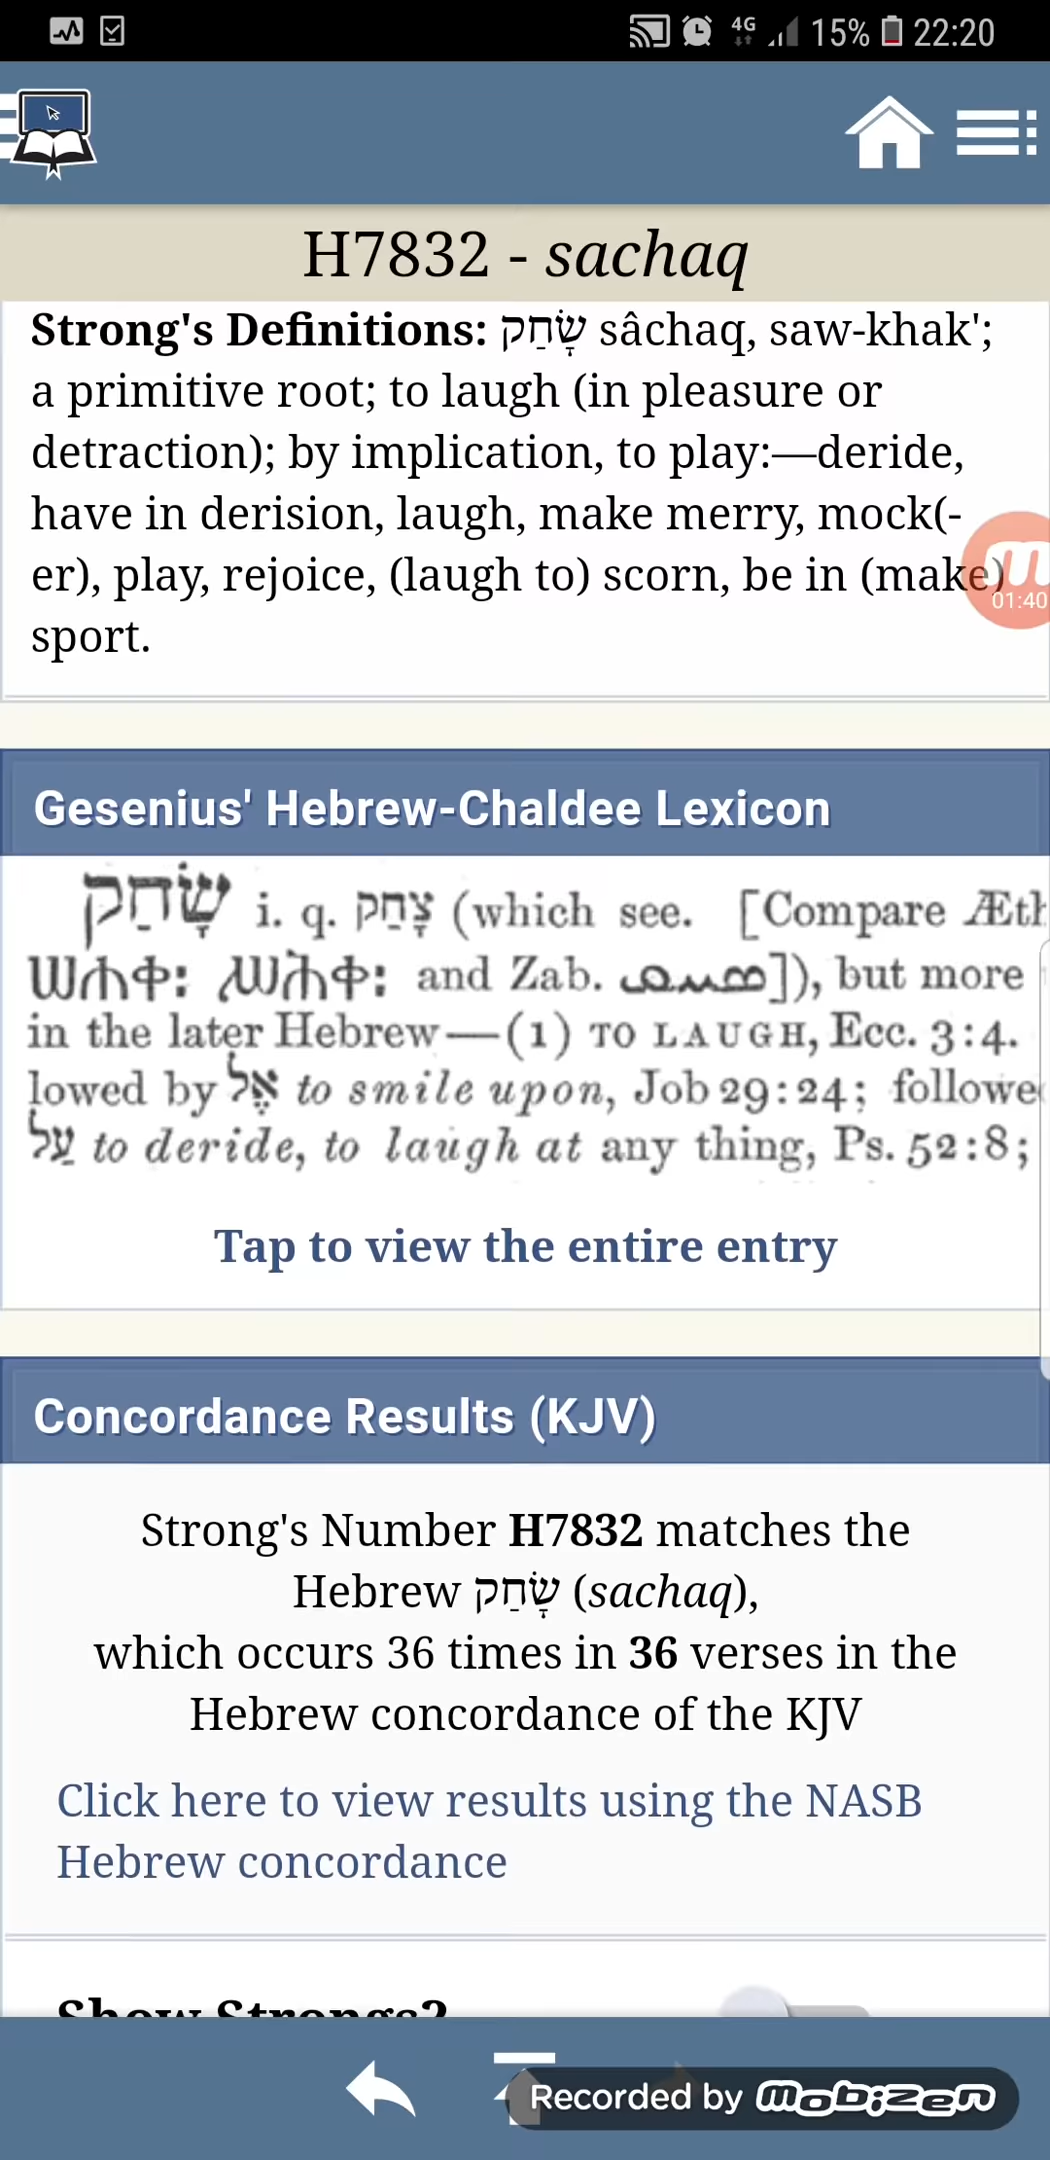 4G 15% 22:20
H7832 - sachaq
Strong's Definitions: שָׂחַק sâchaq, saw-khak';
a primitive root; to laugh (in pleasure or
detraction); by implication, to play:—deride,
have in derision, laugh, make merry, mock(-
er), play, rejoice, (laugh to) scorn, be in (make)
01:40
sport.
Gesenius' Hebrew-Chaldee Lexicon
שָׂחַק i. q. צָחַק (which see. [Compare Æth
and Zab. ]), but more
in the later Hebrew—(1) TO LAUGH, Ecc. 3:4.
lowed by אֶל to smile upon, Job 29:24; followe
עַל to deride, to laugh at any thing, Ps. 52:8;
Tap to view the entire entry
Concordance Results (KJV)
Strong's Number H7832 matches the
Hebrew שָׂחַק (sachaq),
which occurs 36 times in 36 verses in the
Hebrew concordance of the KJV
Click here to view results using the NASB
Hebrew concordance
Show Strongs?
Recorded by mobizen